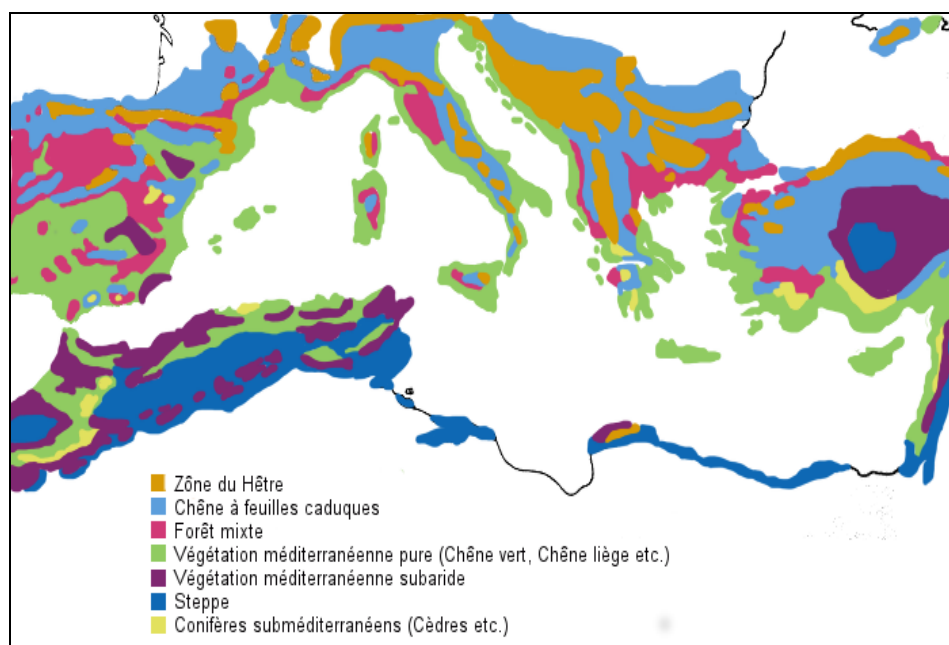 Zône du Hêtre
Chêne à feuilles caduques
Forêt mixte
Végétation méditerranéenne pure (Chêne vert, Chêne liège etc.)
Végétation méditerranéenne subaride
Steppe
Conifères subméditerranéens (Cèdres etc.)